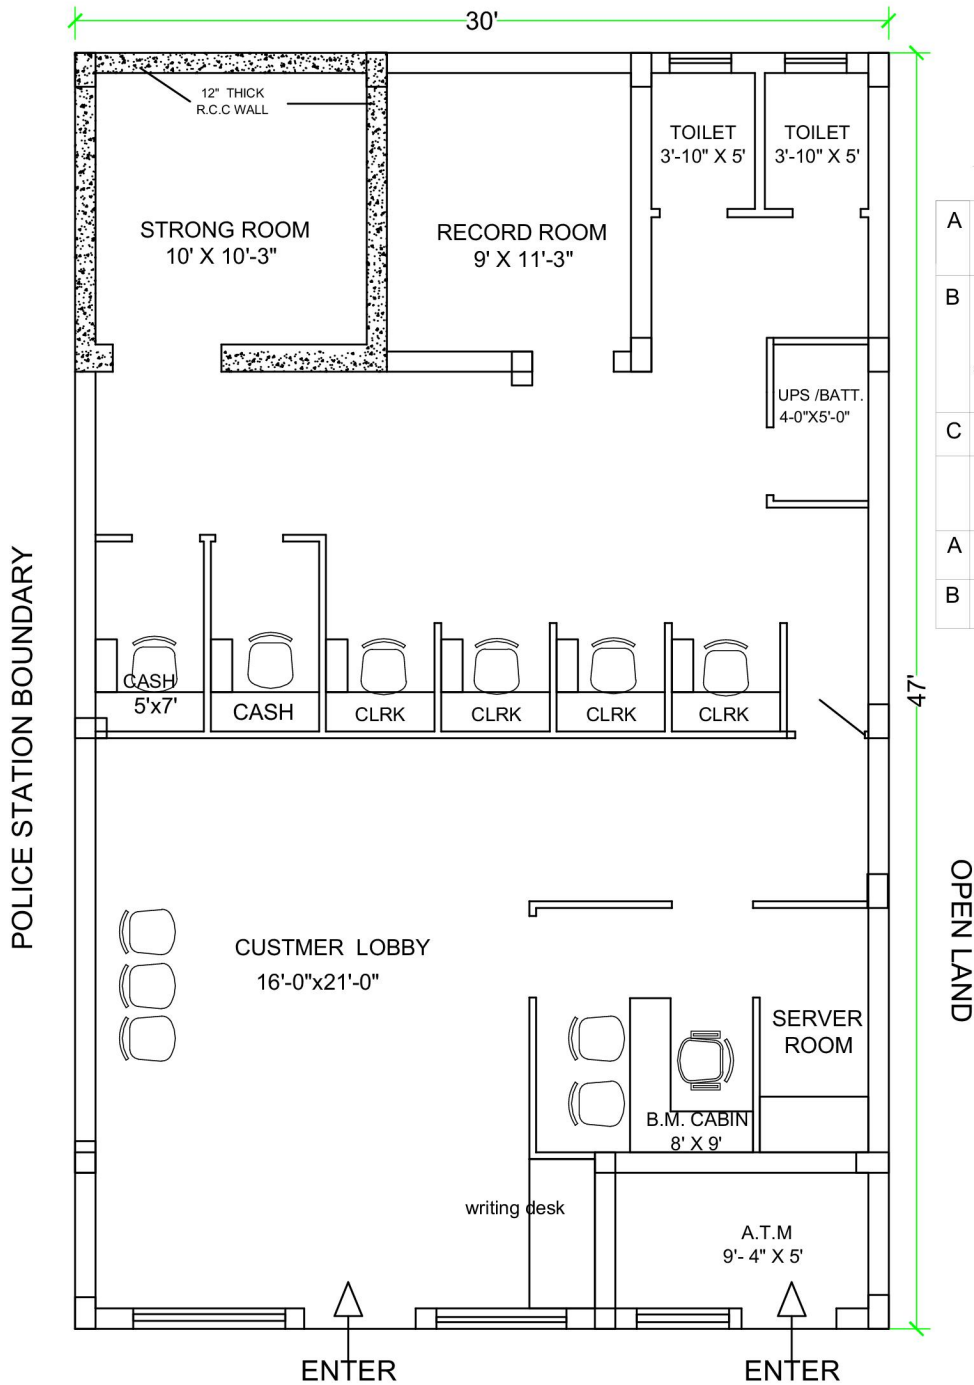 30'
12" THICK
R.C.C WALL
TOILET
3'-10" X 5'
TOILET
3'-10" X 5'
STRONG ROOM
10' X 10'-3"
RECORD ROOM
9' X 11'-3"
A
B
UPS /BATT.
4-0"X5'-0"
C
A
B
POLICE STATION BOUNDARY
CASH
5'x7'
CASH
CLRK
CLRK
CLRK
CLRK
47'
OPEN LAND
CUSTMER LOBBY
16'-0"x21'-0"
SERVER
ROOM
B.M. CABIN
8' X 9'
writing desk
A.T.M
9'- 4" X 5'
ENTER
ENTER